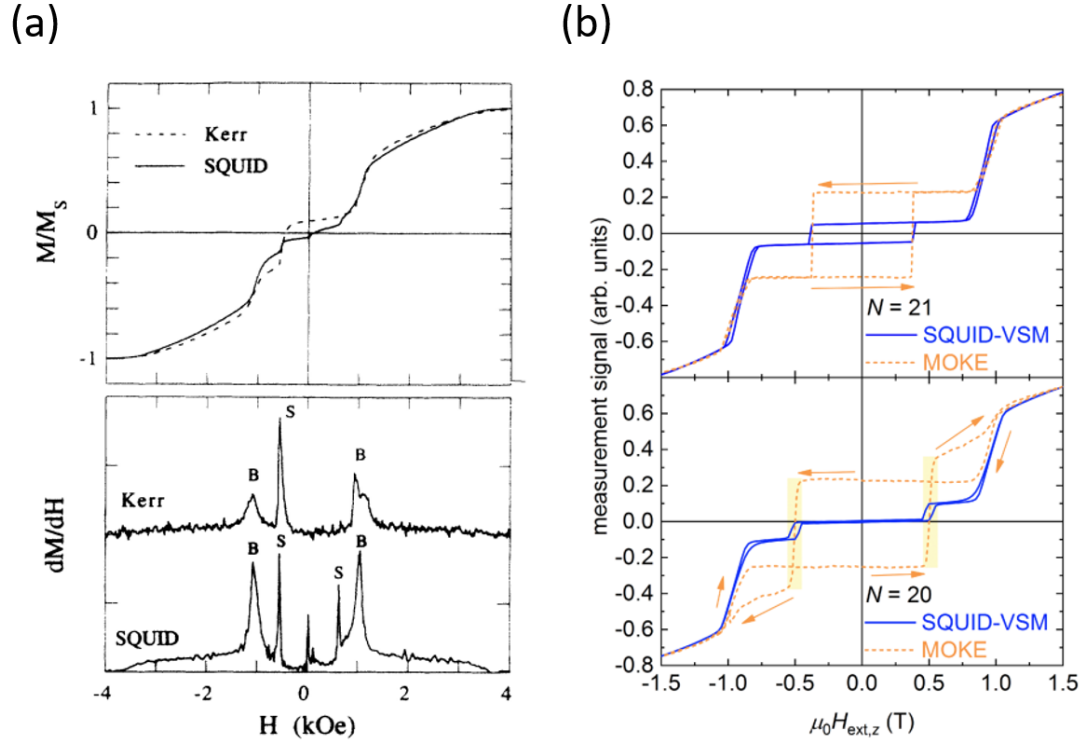 (a)
1
0
-1
M/M_S
Kerr
SQUID
dM/dH
Kerr
B
S
B
SQUID
B
S
S
B
-4
-2
0
2
4
H (kOe)
(b)
measurement signal (arb. units)
0.8
0.6
0.4
0.2
0.0
-0.2
-0.4
-0.6
N = 21
SQUID-VSM
MOKE
0.6
0.4
0.2
0.0
-0.2
-0.4
-0.6
-0.8
N = 20
SQUID-VSM
MOKE
-1.5
-1.0
-0.5
0.0
0.5
1.0
1.5
μ₀H_ext,z (T)